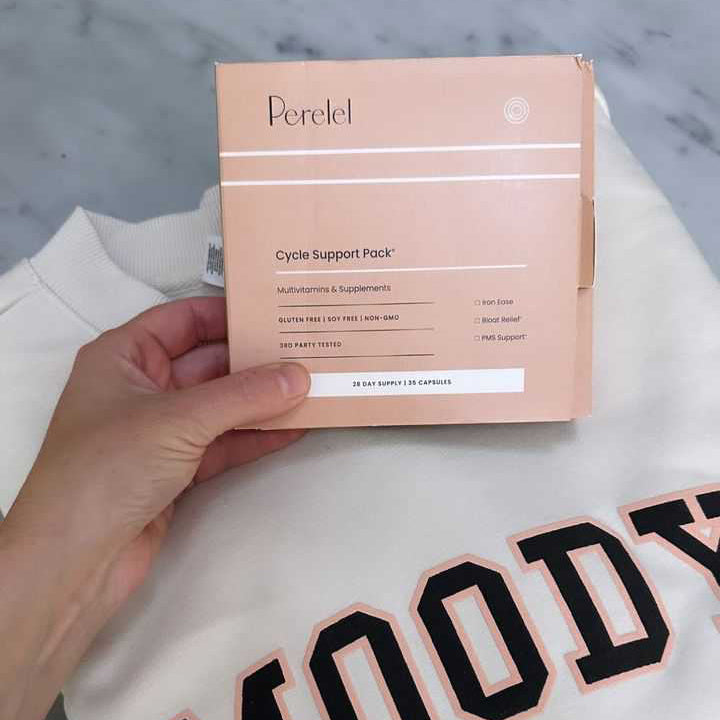 Perelel
Cycle Support Pack*
Multivitamins & Supplements
GLUTEN FREE | SOY FREE | NON-GMO
3RD PARTY TESTED
Iron Ease
Bloat Relief*
PMS Support*
28 DAY SUPPLY | 35 CAPSULES
MOODY